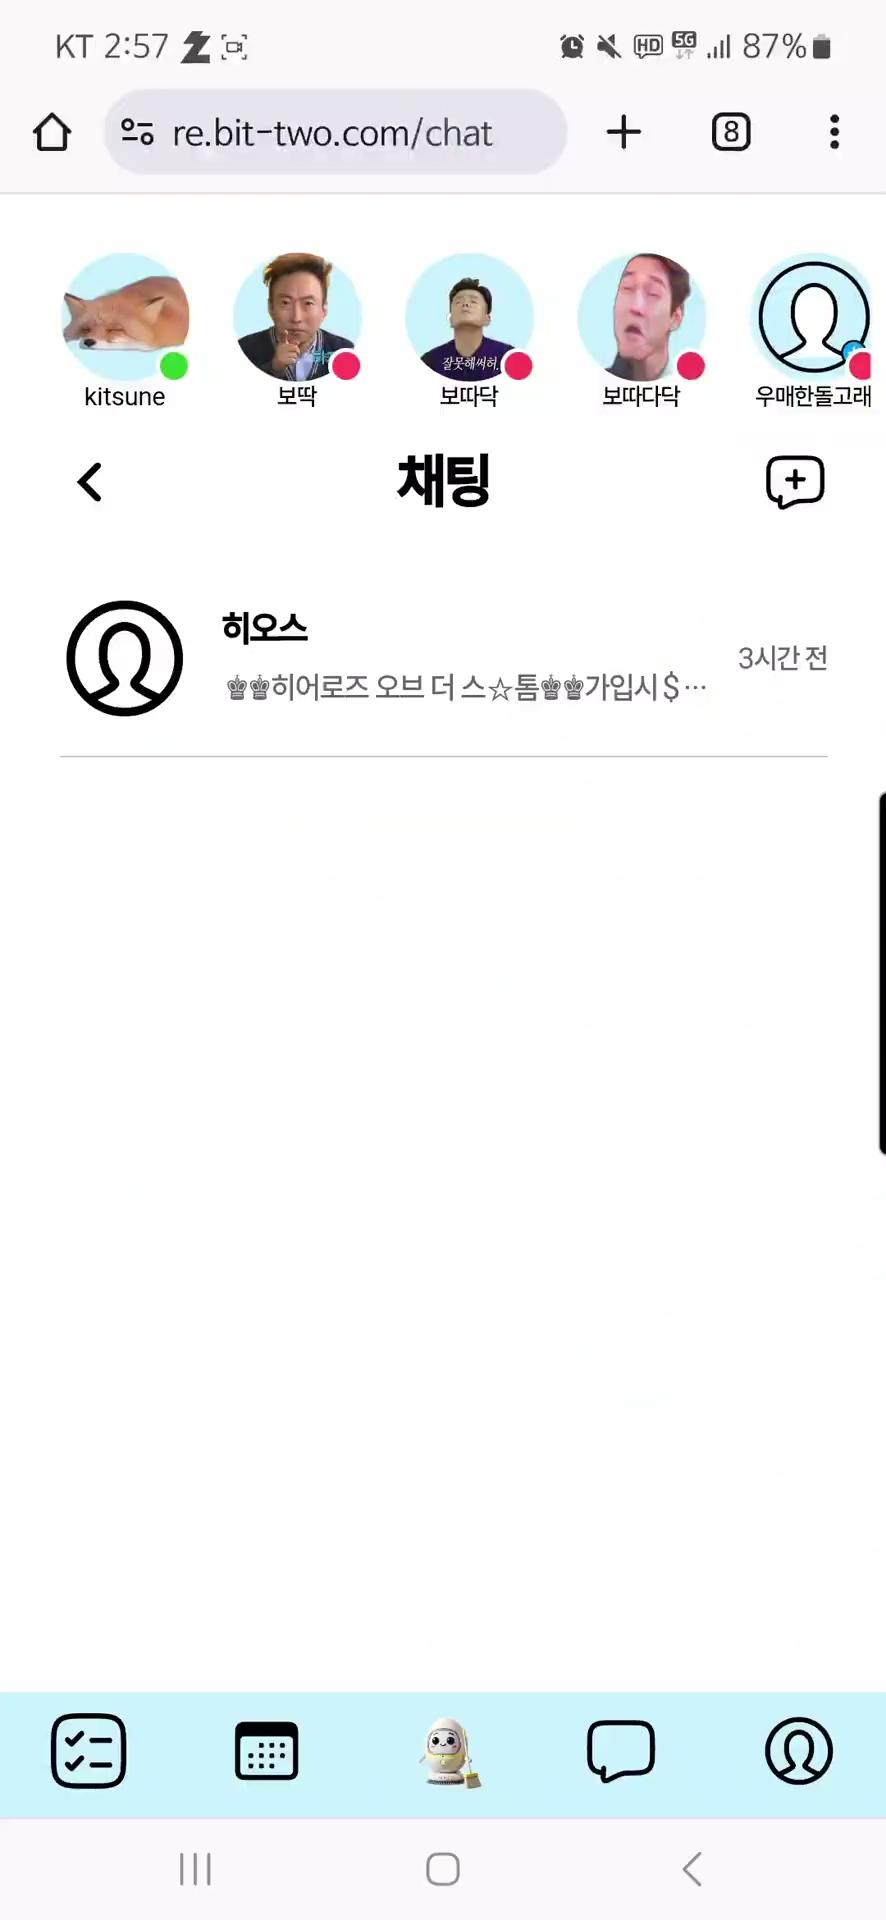 KT 2:57 HD 5G 87%
re.bit-two.com/chat 8
잘못해써허.
kitsune 보딱 보따닥 보따다닥 우매한돌고래
채팅
히오스
♚♚히어로즈 오브 더 스☆톰♚♚가입시$…
3시간 전